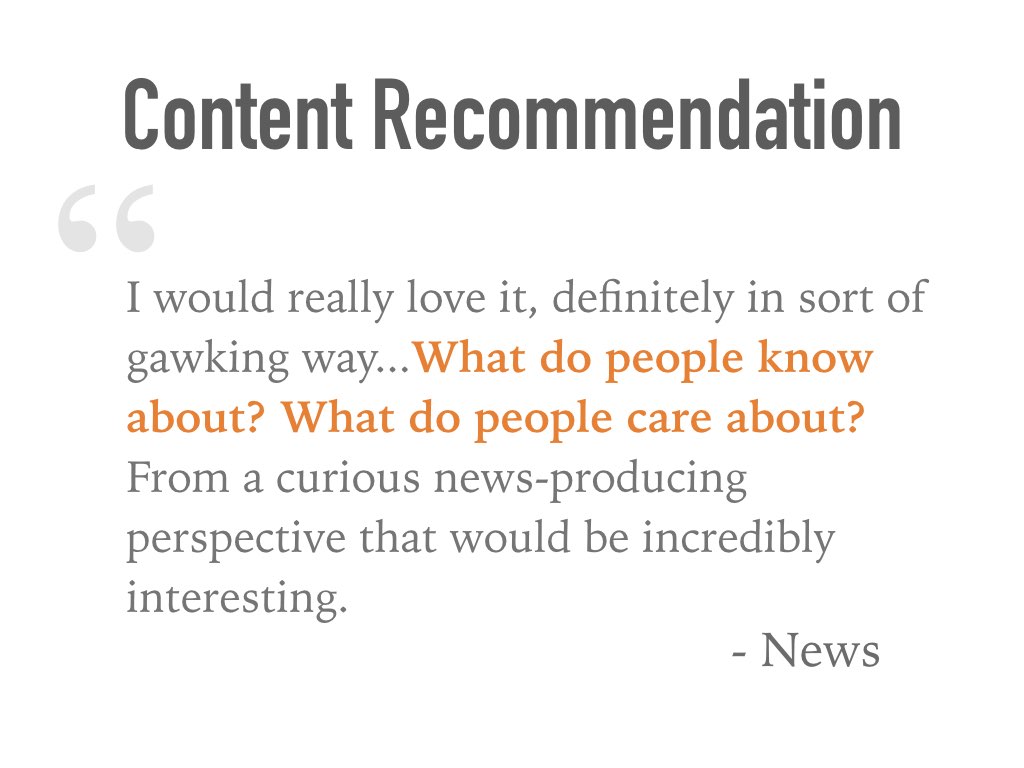 Content Recommendation
“
I would really love it, definitely in sort of
gawking way...What do people know
about? What do people care about?
From a curious news-producing
perspective that would be incredibly
interesting.
- News